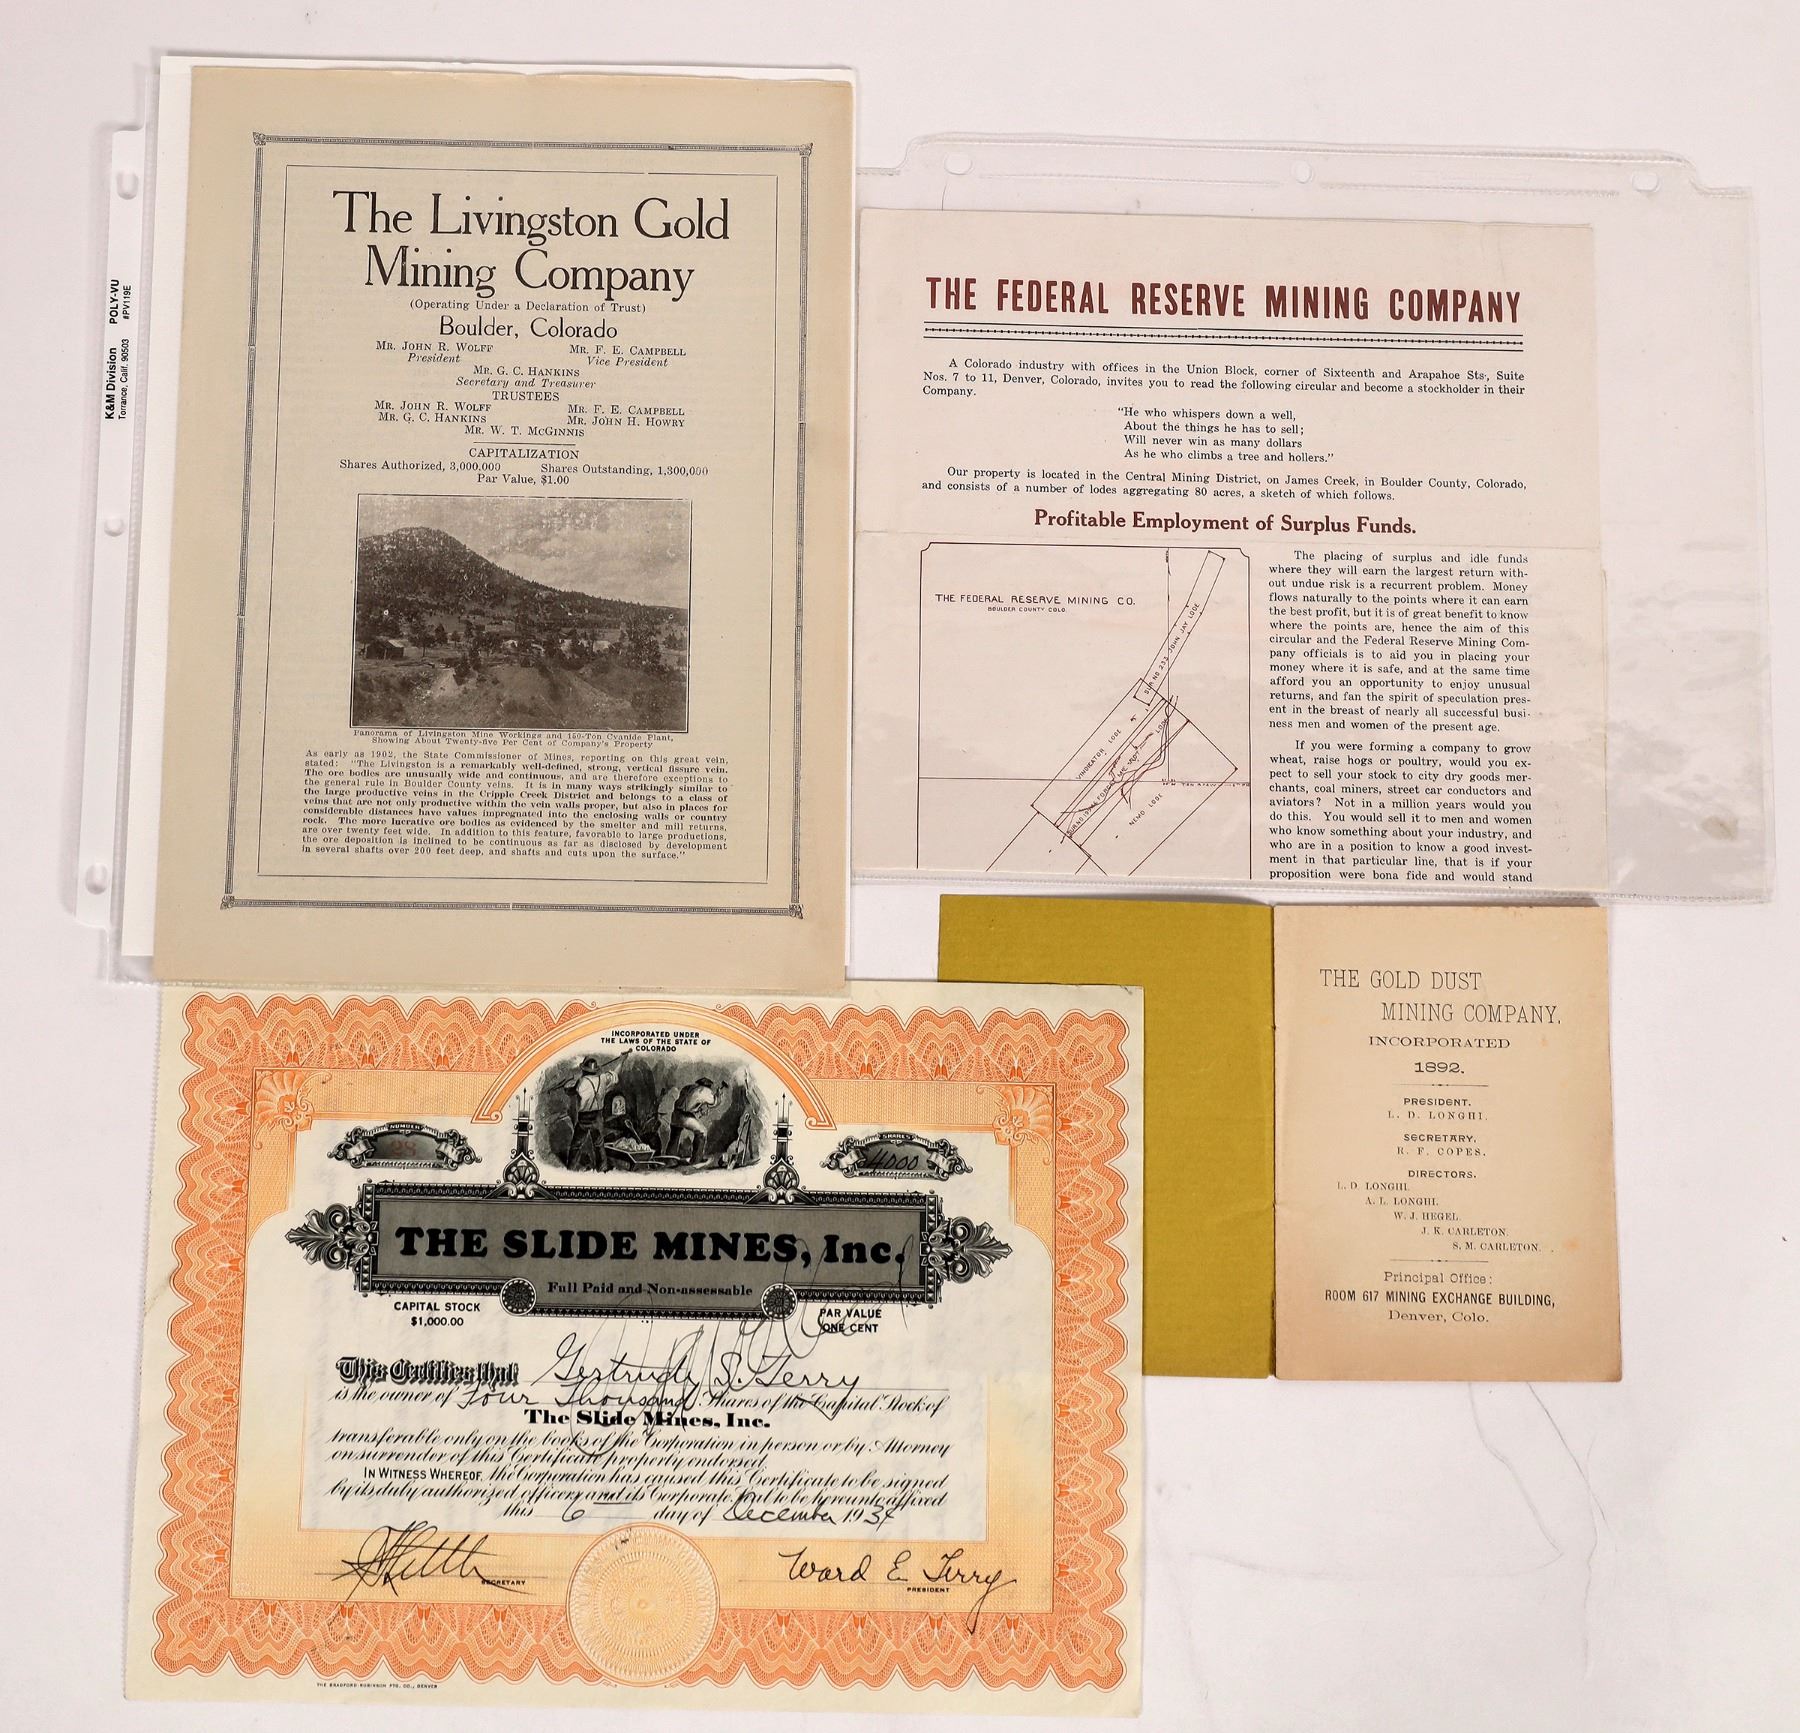 K&M Division POLY-VU
Torrance, Calif. 90503 #PV119E
The Livingston Gold
Mining Company
(Operating Under a Declaration of Trust)
Boulder, Colorado
MR. JOHN R. WOLFF MR. F. E. CAMPBELL
President Vice President
MR. G. C. HANKINS
Secretary and Treasurer
TRUSTEES
MR. JOHN R. WOLFF MR. F. E. CAMPBELL
MR. G. C. HANKINS MR. JOHN H. HOWRY
MR. W. T. MCGINNIS
CAPITALIZATION
Shares Authorized, 3,000,000 Shares Outstanding, 1,300,000
Par Value, $1.00
Panorama of Livingston Mine Workings and 150-Ton Cyanide Plant,
Showing About Twenty-five Per Cent of Company's Property
As early as 1902, the State Commissioner of Mines, reporting on this great vein,
stated: "The Livingston is a remarkably well-defined, strong, vertical fissure vein.
The ore bodies are unusually wide and continuous, and are therefore exceptions to
the general rule in Boulder County veins. It is in many ways strikingly similar to
the large productive veins in the Cripple Creek District and belongs to a class of
veins that are not only productive within the vein walls proper, but also in places for
considerable distances have values impregnated into the enclosing walls or country
rock. The more lucrative ore bodies as evidenced by the smelter and mill returns,
are over twenty feet wide. In addition to this feature, favorable to large productions,
the ore deposition is inclined to be continuous as far as disclosed by development
in several shafts over 200 feet deep, and shafts and cuts upon the surface."
THE FEDERAL RESERVE MINING COMPANY
A Colorado industry with offices in the Union Block, corner of Sixteenth and Arapahoe Sts., Suite
Nos. 7 to 11, Denver, Colorado, invites you to read the following circular and become a stockholder in their
Company.
"He who whispers down a well,
About the things he has to sell;
Will never win as many dollars
As he who climbs a tree and hollers."
Our property is located in the Central Mining District, on James Creek, in Boulder County, Colorado,
and consists of a number of lodes aggregating 80 acres, a sketch of which follows.
Profitable Employment of Surplus Funds.
THE FEDERAL RESERVE MINING CO.
BOULDER COUNTY COLO.
SUR. NO 233 JOHN JAY LODE
VINDICATOR LODE
NEMO LODE
The placing of surplus and idle funds
where they will earn the largest return with-
out undue risk is a recurrent problem. Money
flows naturally to the points where it can earn
the best profit, but it is of great benefit to know
where the points are, hence the aim of this
circular and the Federal Reserve Mining Com-
pany officials is to aid you in placing your
money where it is safe, and at the same time
afford you an opportunity to enjoy unusual
returns, and fan the spirit of speculation pres-
ent in the breast of nearly all successful busi-
ness men and women of the present age.
If you were forming a company to grow
wheat, raise hogs or poultry, would you ex-
pect to sell your stock to city dry goods mer-
chants, coal miners, street car conductors and
aviators? Not in a million years would you
do this. You would sell it to men and women
who know something about your industry, and
who are in a position to know a good invest-
ment in that particular line, that is if your
proposition were bona fide and would stand
THE GOLD DUST
MINING COMPANY,
INCORPORATED
1892.
PRESIDENT.
L. D. LONGHI.
SECRETARY.
R. F. COPES.
DIRECTORS.
L. D LONGHI.
A. L. LONGHI.
W. J. HEGEL.
J. K. CARLETON.
S. M. CARLETON.
Principal Office:
ROOM 617 MINING EXCHANGE BUILDING,
Denver, Colo.
INCORPORATED UNDER
THE LAWS OF THE STATE OF
COLORADO
NUMBER
28
SHARES
4000
THE SLIDE MINES, Inc.
Full Paid and Non-assessable
CAPITAL STOCK
$1,000.00
PAR VALUE
ONE CENT
This Certifies that Gertrude S. Terry
is the owner of Four Thousand Shares of the Capital Stock of
The Slide Mines, Inc.
transferable only on the books of the Corporation in person or by Attorney
on surrender of this Certificate properly endorsed.
IN WITNESS WHEREOF, the Corporation has caused this Certificate to be signed
by its duly authorized officers and its Corporate Seal to be hereunto affixed
this 6 day of December 1934
SECRETARY
Ward E. Terry
PRESIDENT
THE BRADFORD-ROBINSON PTG. CO., DENVER